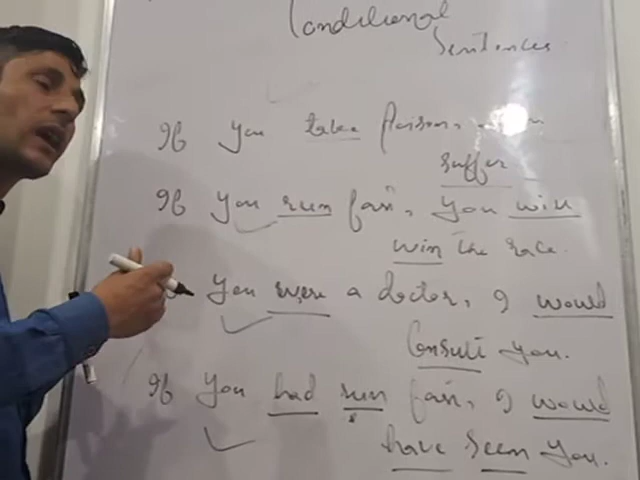 Conditional
Sentences.
If you take Poison,
suffer
If you run fast, you will
win the race.
you were a doctor, I would
Consult you.
If you had run fast, I would
have seen you.